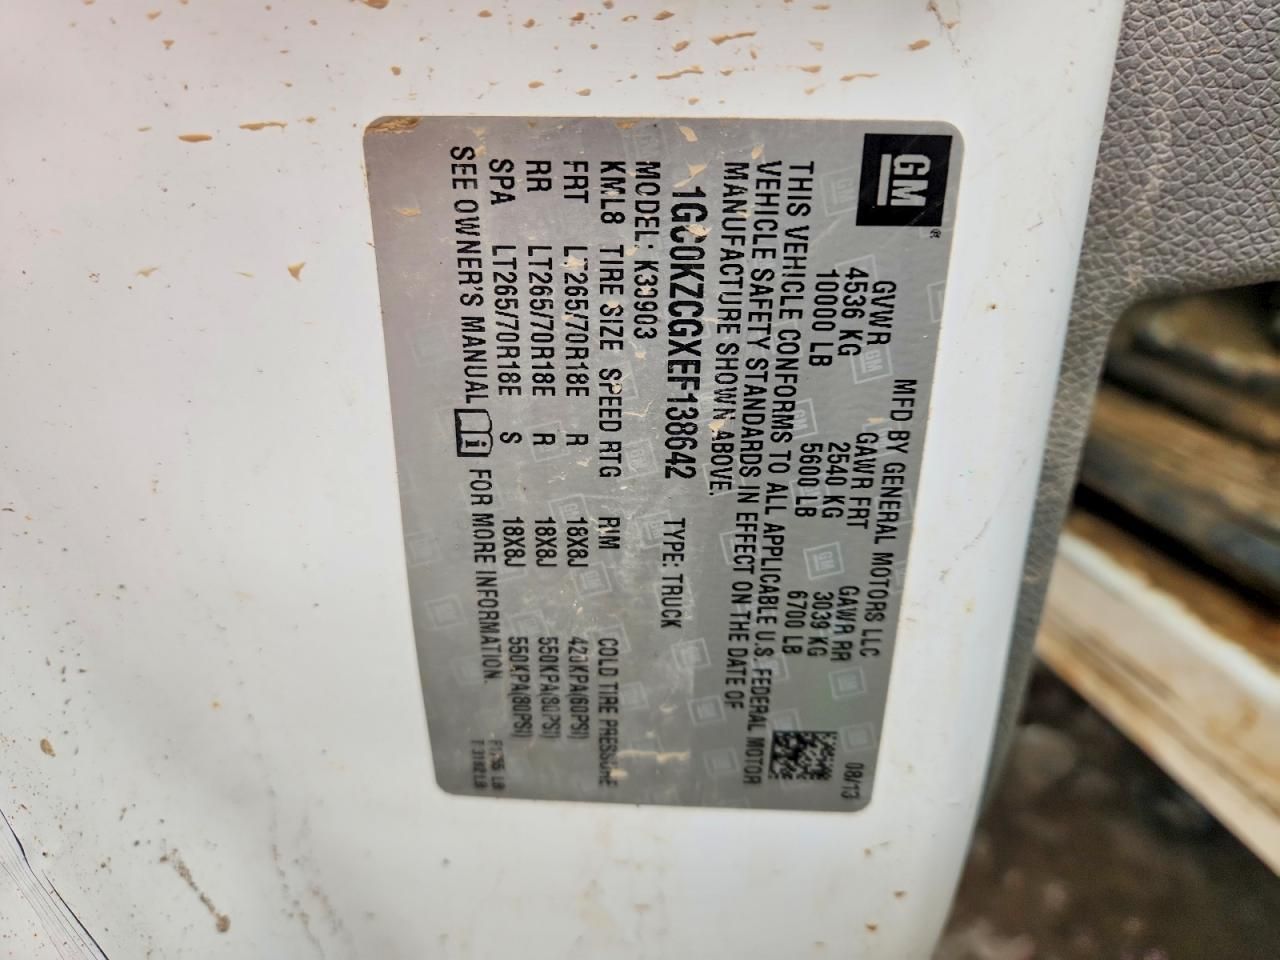 GM®
MFD BY GENERAL MOTORS LLC 08/13
GVWR GAWR FRT GAWR RR
4536 KG 2540 KG 3039 KG
10000 LB 5600 LB 6700 LB
THIS VEHICLE CONFORMS TO ALL APPLICABLE U.S. FEDERAL MOTOR
VEHICLE SAFETY STANDARDS IN EFFECT ON THE DATE OF
MANUFACTURE SHOWN ABOVE.
1GC0KZCGXEF138642 TYPE: TRUCK
MODEL: K30903
KML8 TIRE SIZE SPEED RTG RIM COLD TIRE PRESSURE
FRT LT265/70R18E R 18X8J 420KPA(60PSI)
RR LT265/70R18E R 18X8J 550KPA(80PSI)
SPA LT265/70R18E S 18X8J 550KPA(80PSI)
SEE OWNER'S MANUAL i FOR MORE INFORMATION.